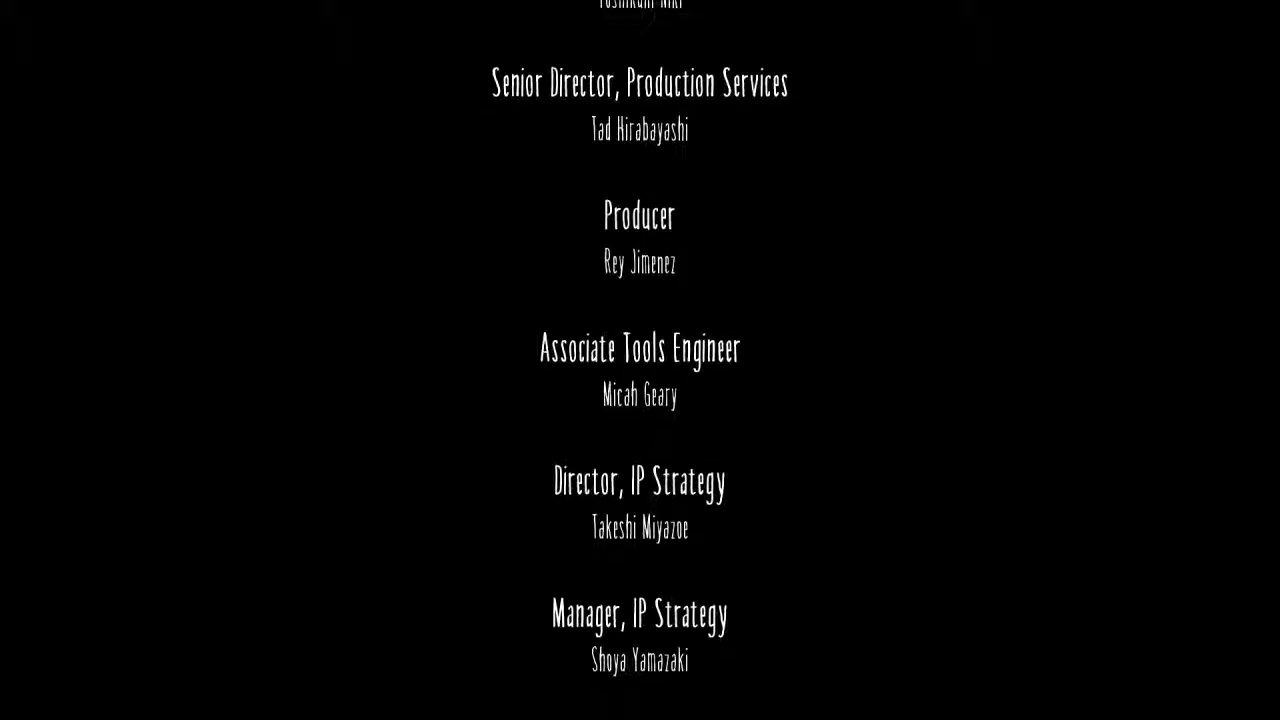 Senior Director, Production Services
Tad Hirabayashi
Producer
Rey Jimenez
Associate Tools Engineer
Micah Geary
Director, IP Strategy
Takeshi Miyazoe
Manager, IP Strategy
Shoya Yamazaki